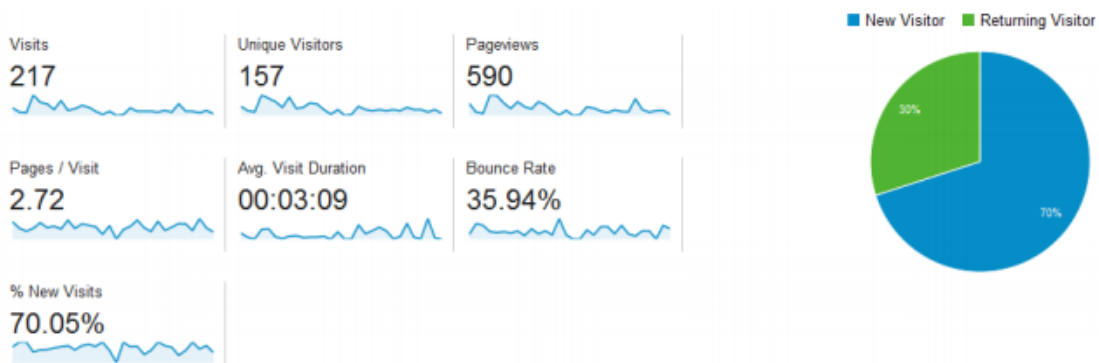 New Visitor Returning Visitor
Visits Unique Visitors Pageviews
217 157 590
Pages / Visit Avg. Visit Duration Bounce Rate
2.72 00:03:09 35.94%
% New Visits
70.05%
30%
70%